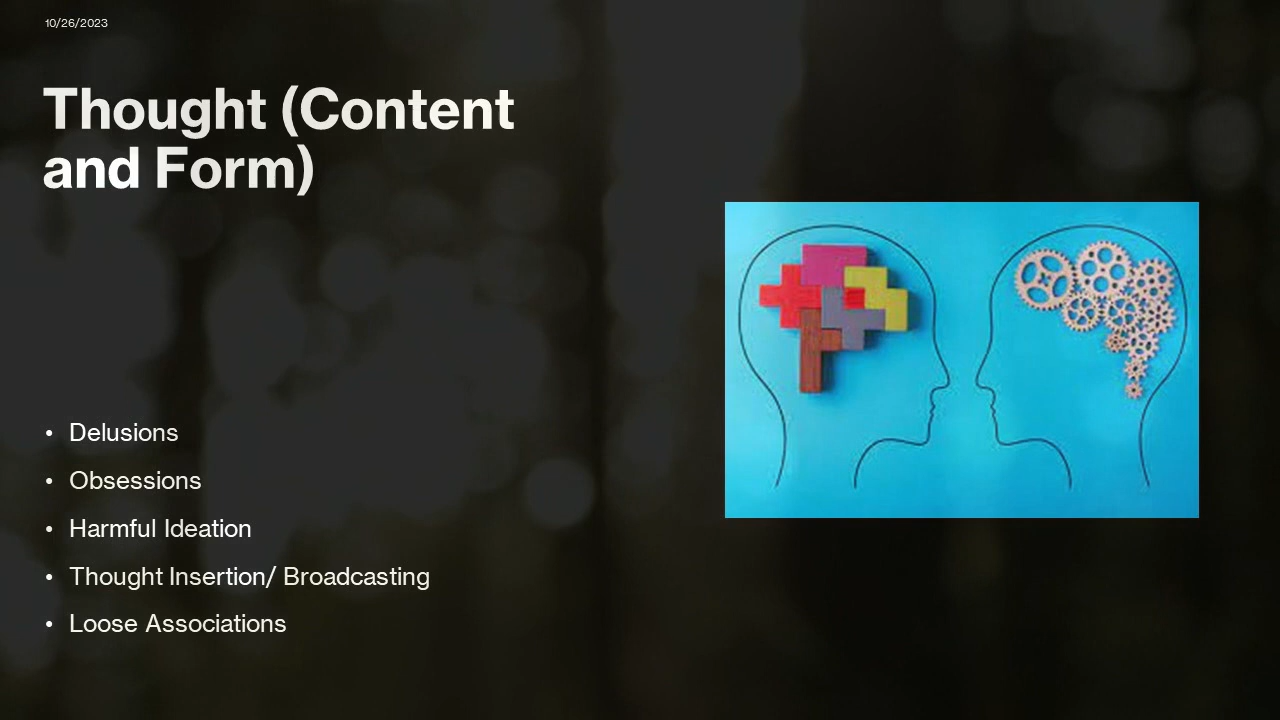 10/26/2023
Thought (Content
and Form)
• Delusions
• Obsessions
• Harmful Ideation
• Thought Insertion/ Broadcasting
• Loose Associations